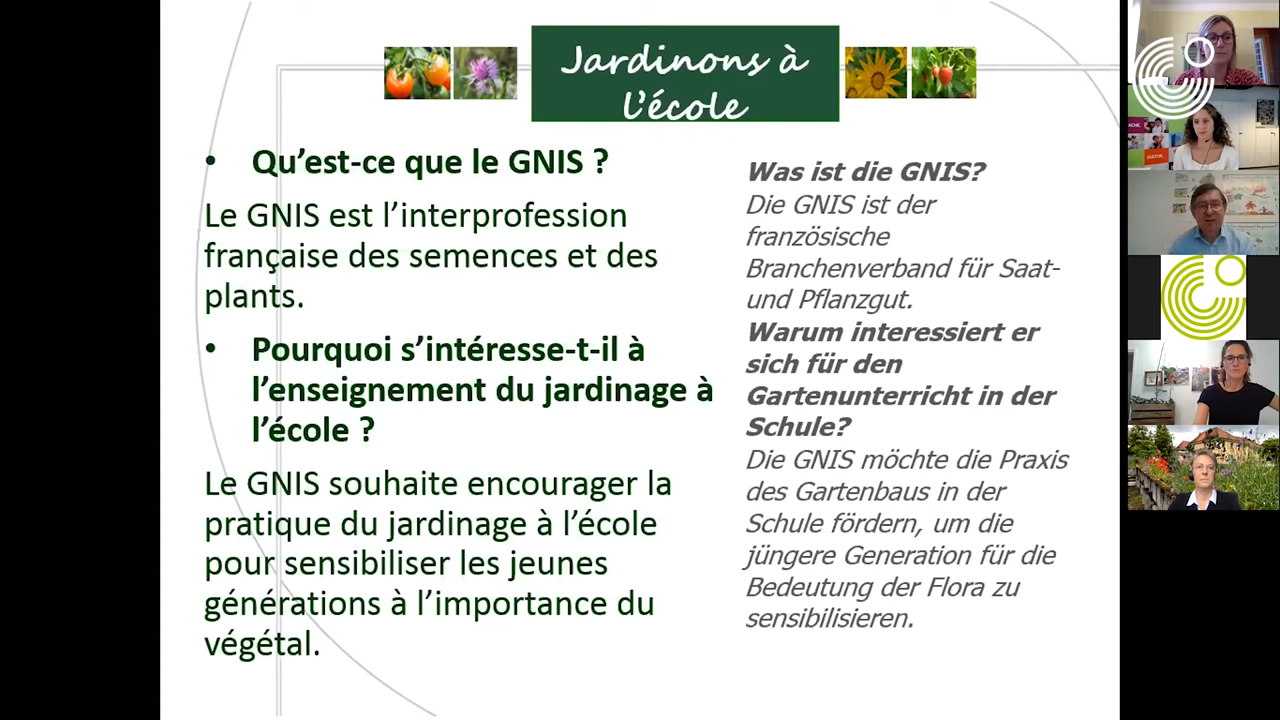 Jardinons à
l'école
• Qu'est-ce que le GNIS ?
Le GNIS est l'interprofession
française des semences et des
plants.
• Pourquoi s'intéresse-t-il à
l'enseignement du jardinage à
l'école ?
Le GNIS souhaite encourager la
pratique du jardinage à l'école
pour sensibiliser les jeunes
générations à l'importance du
végétal.
Was ist die GNIS?
Die GNIS ist der
französische
Branchenverband für Saat-
und Pflanzgut.
Warum interessiert er
sich für den
Gartenunterricht in der
Schule?
Die GNIS möchte die Praxis
des Gartenbaus in der
Schule fördern, um die
jüngere Generation für die
Bedeutung der Flora zu
sensibilisieren.
KULTUR.